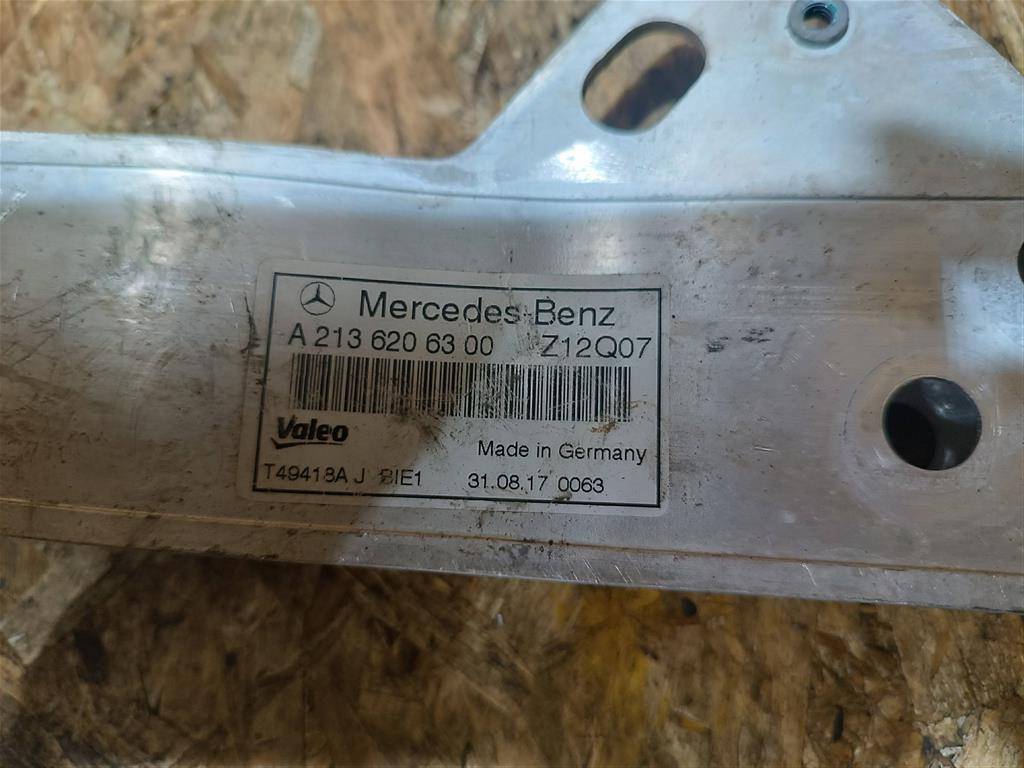 Mercedes-Benz
A 213 620 63 00 Z12Q07
Valeo
Made in Germany
T49418A J BIE1 31.08.17 0063